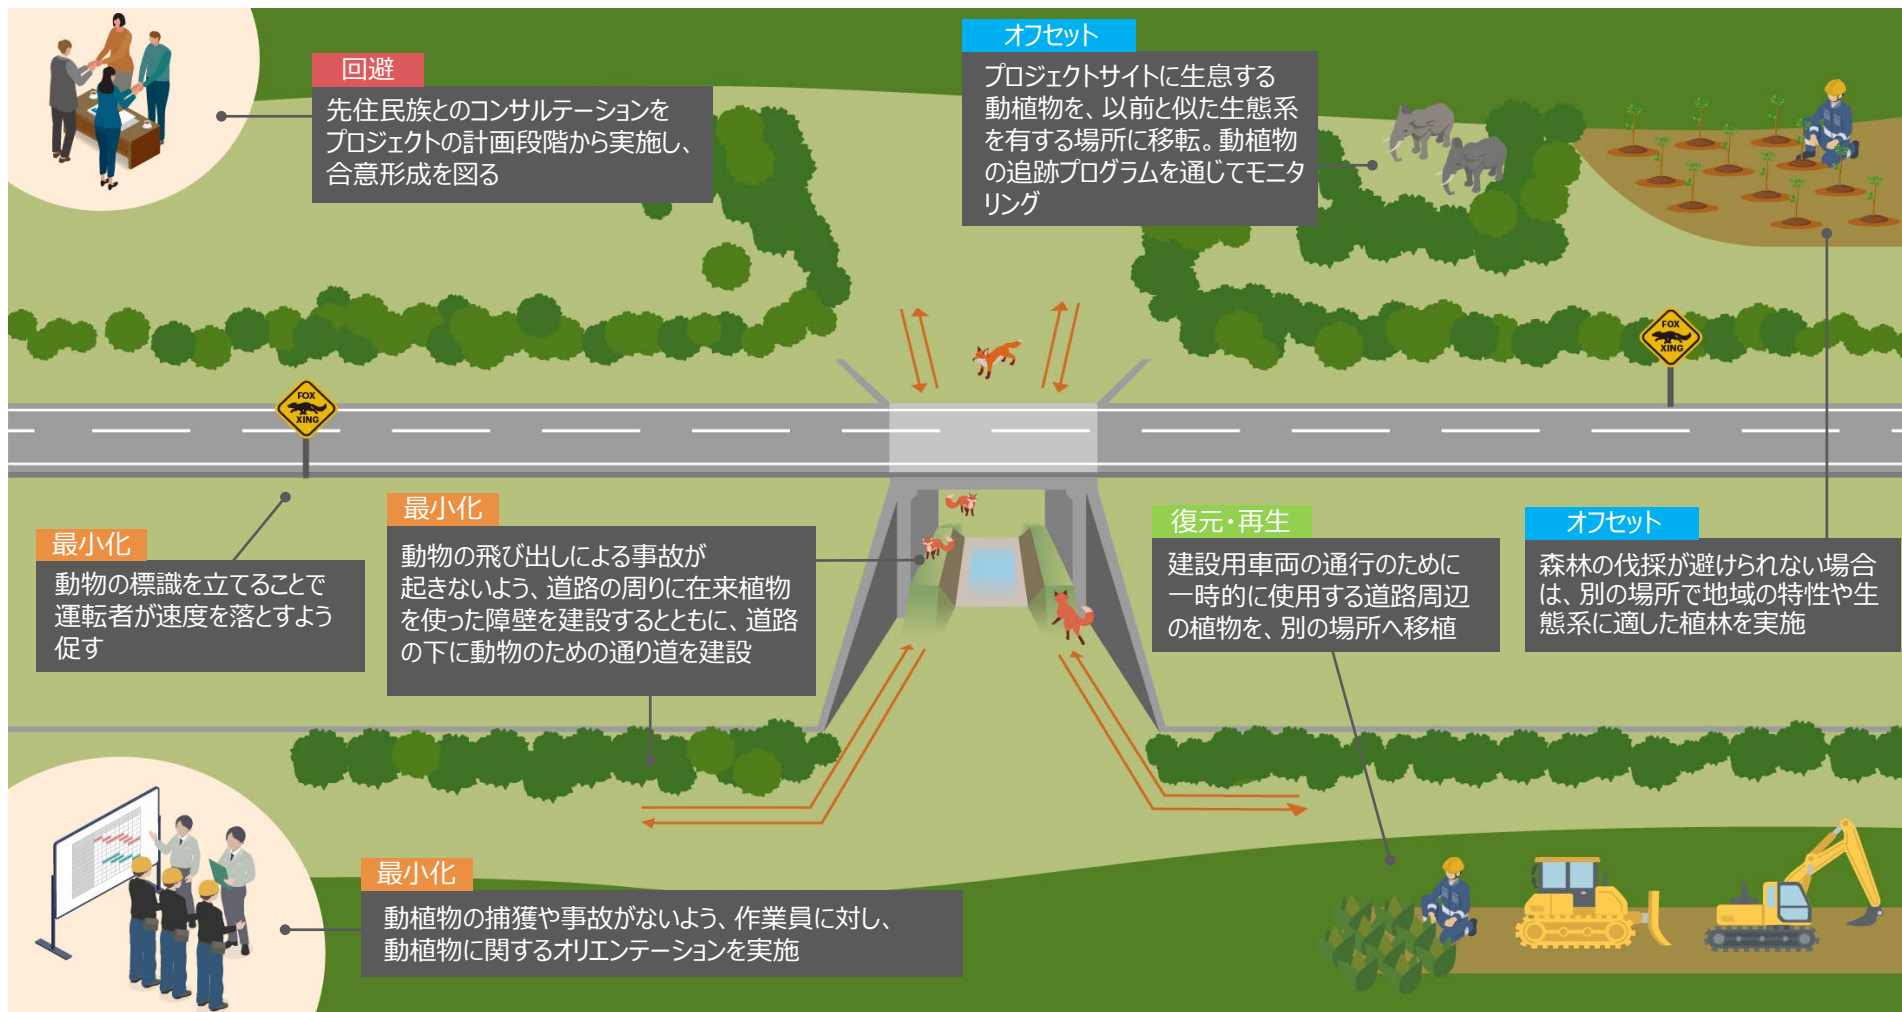 回避
先住民族とのコンサルテーションを
プロジェクトの計画段階から実施し、
合意形成を図る
オフセット
プロジェクトサイトに生息する
動植物を、以前と似た生態系
を有する場所に移転。動植物
の追跡プログラムを通じてモニタ
リング
FOX
XING
FOX
XING
最小化
動物の標識を立てることで
運転者が速度を落とすよう
促す
最小化
動物の飛び出しによる事故が
起きないよう、道路の周りに在来植物
を使った障壁を建設するとともに、道路
の下に動物のための通り道を建設
復元・再生
建設用車両の通行のために
一時的に使用する道路周辺
の植物を、別の場所へ移植
オフセット
森林の伐採が避けられない場合
は、別の場所で地域の特性や生
態系に適した植林を実施
最小化
動植物の捕獲や事故がないよう、作業員に対し、
動植物に関するオリエンテーションを実施